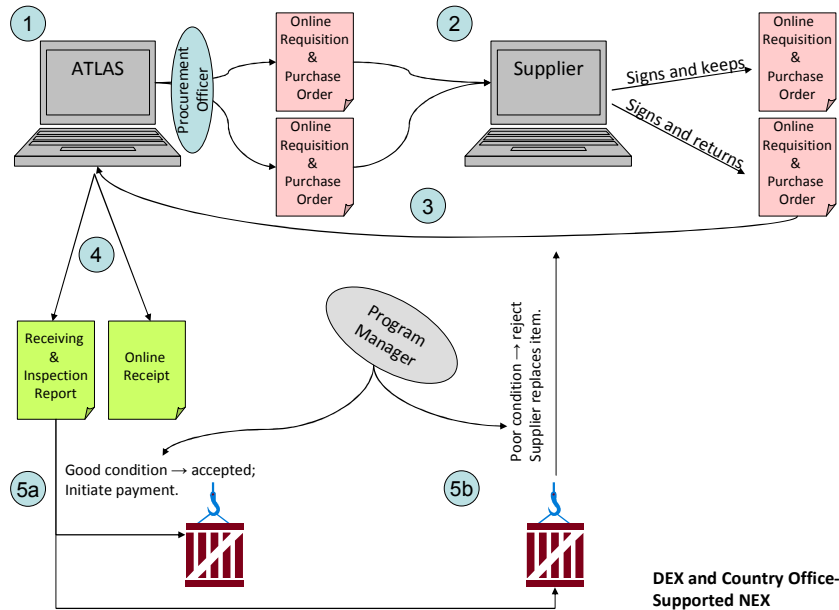 1
ATLAS
Procurement
Officer
Online
Requisition
&
Purchase
Order
Online
Requisition
&
Purchase
Order
2
Supplier
Signs and keeps
Signs and returns
Online
Requisition
&
Purchase
Order
Online
Requisition
&
Purchase
Order
3
4
Receiving
&
Inspection
Report
Online
Receipt
Program
Manager
Poor condition → reject
Supplier replaces item.
5a
Good condition → accepted;
Initiate payment.
5b
DEX and Country Office-
Supported NEX